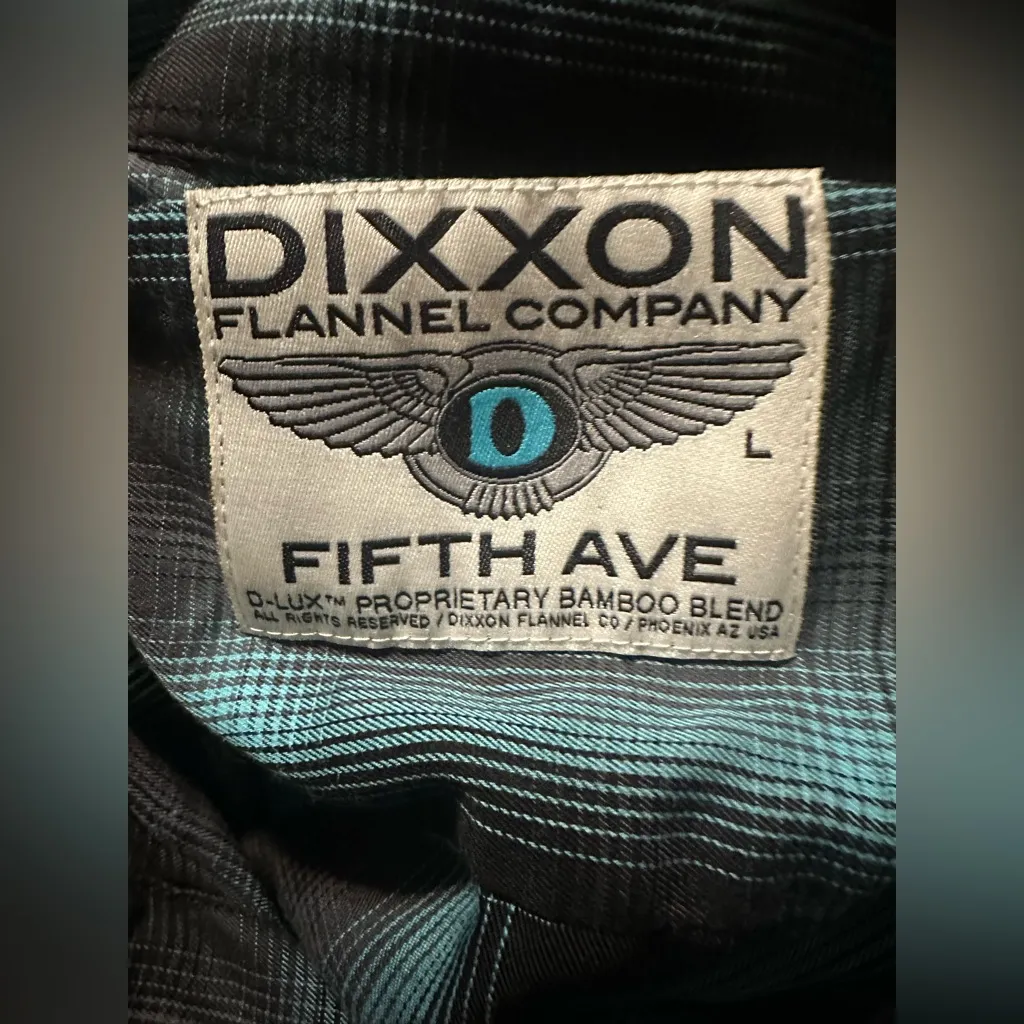 DIXXON
FLANNEL COMPANY
D
L
FIFTH AVE
D-LUX™ PROPRIETARY BAMBOO BLEND
ALL RIGHTS RESERVED / DIXXON FLANNEL CO / PHOENIX AZ USA